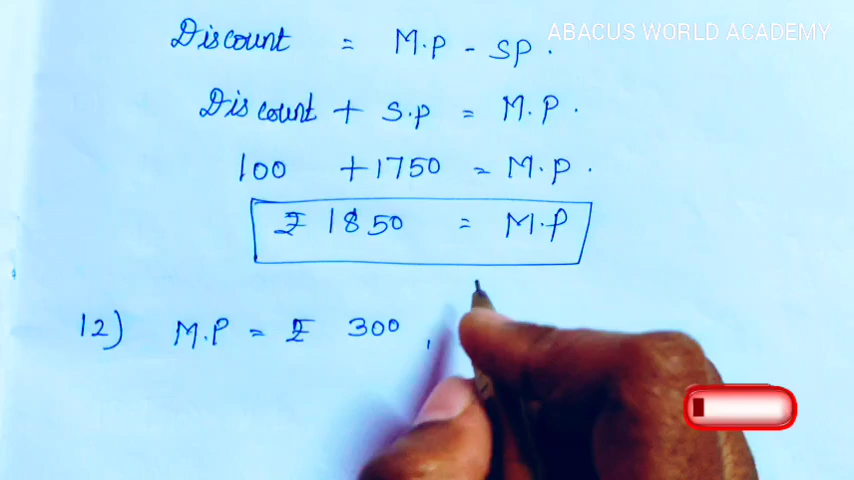 ABACUS WORLD ACADEMY
Discount = M.P - SP.
Discount + S.P = M.P.
100 + 1750 = M.P.
₹ 1850 = M.P
12) M.P = ₹ 300,